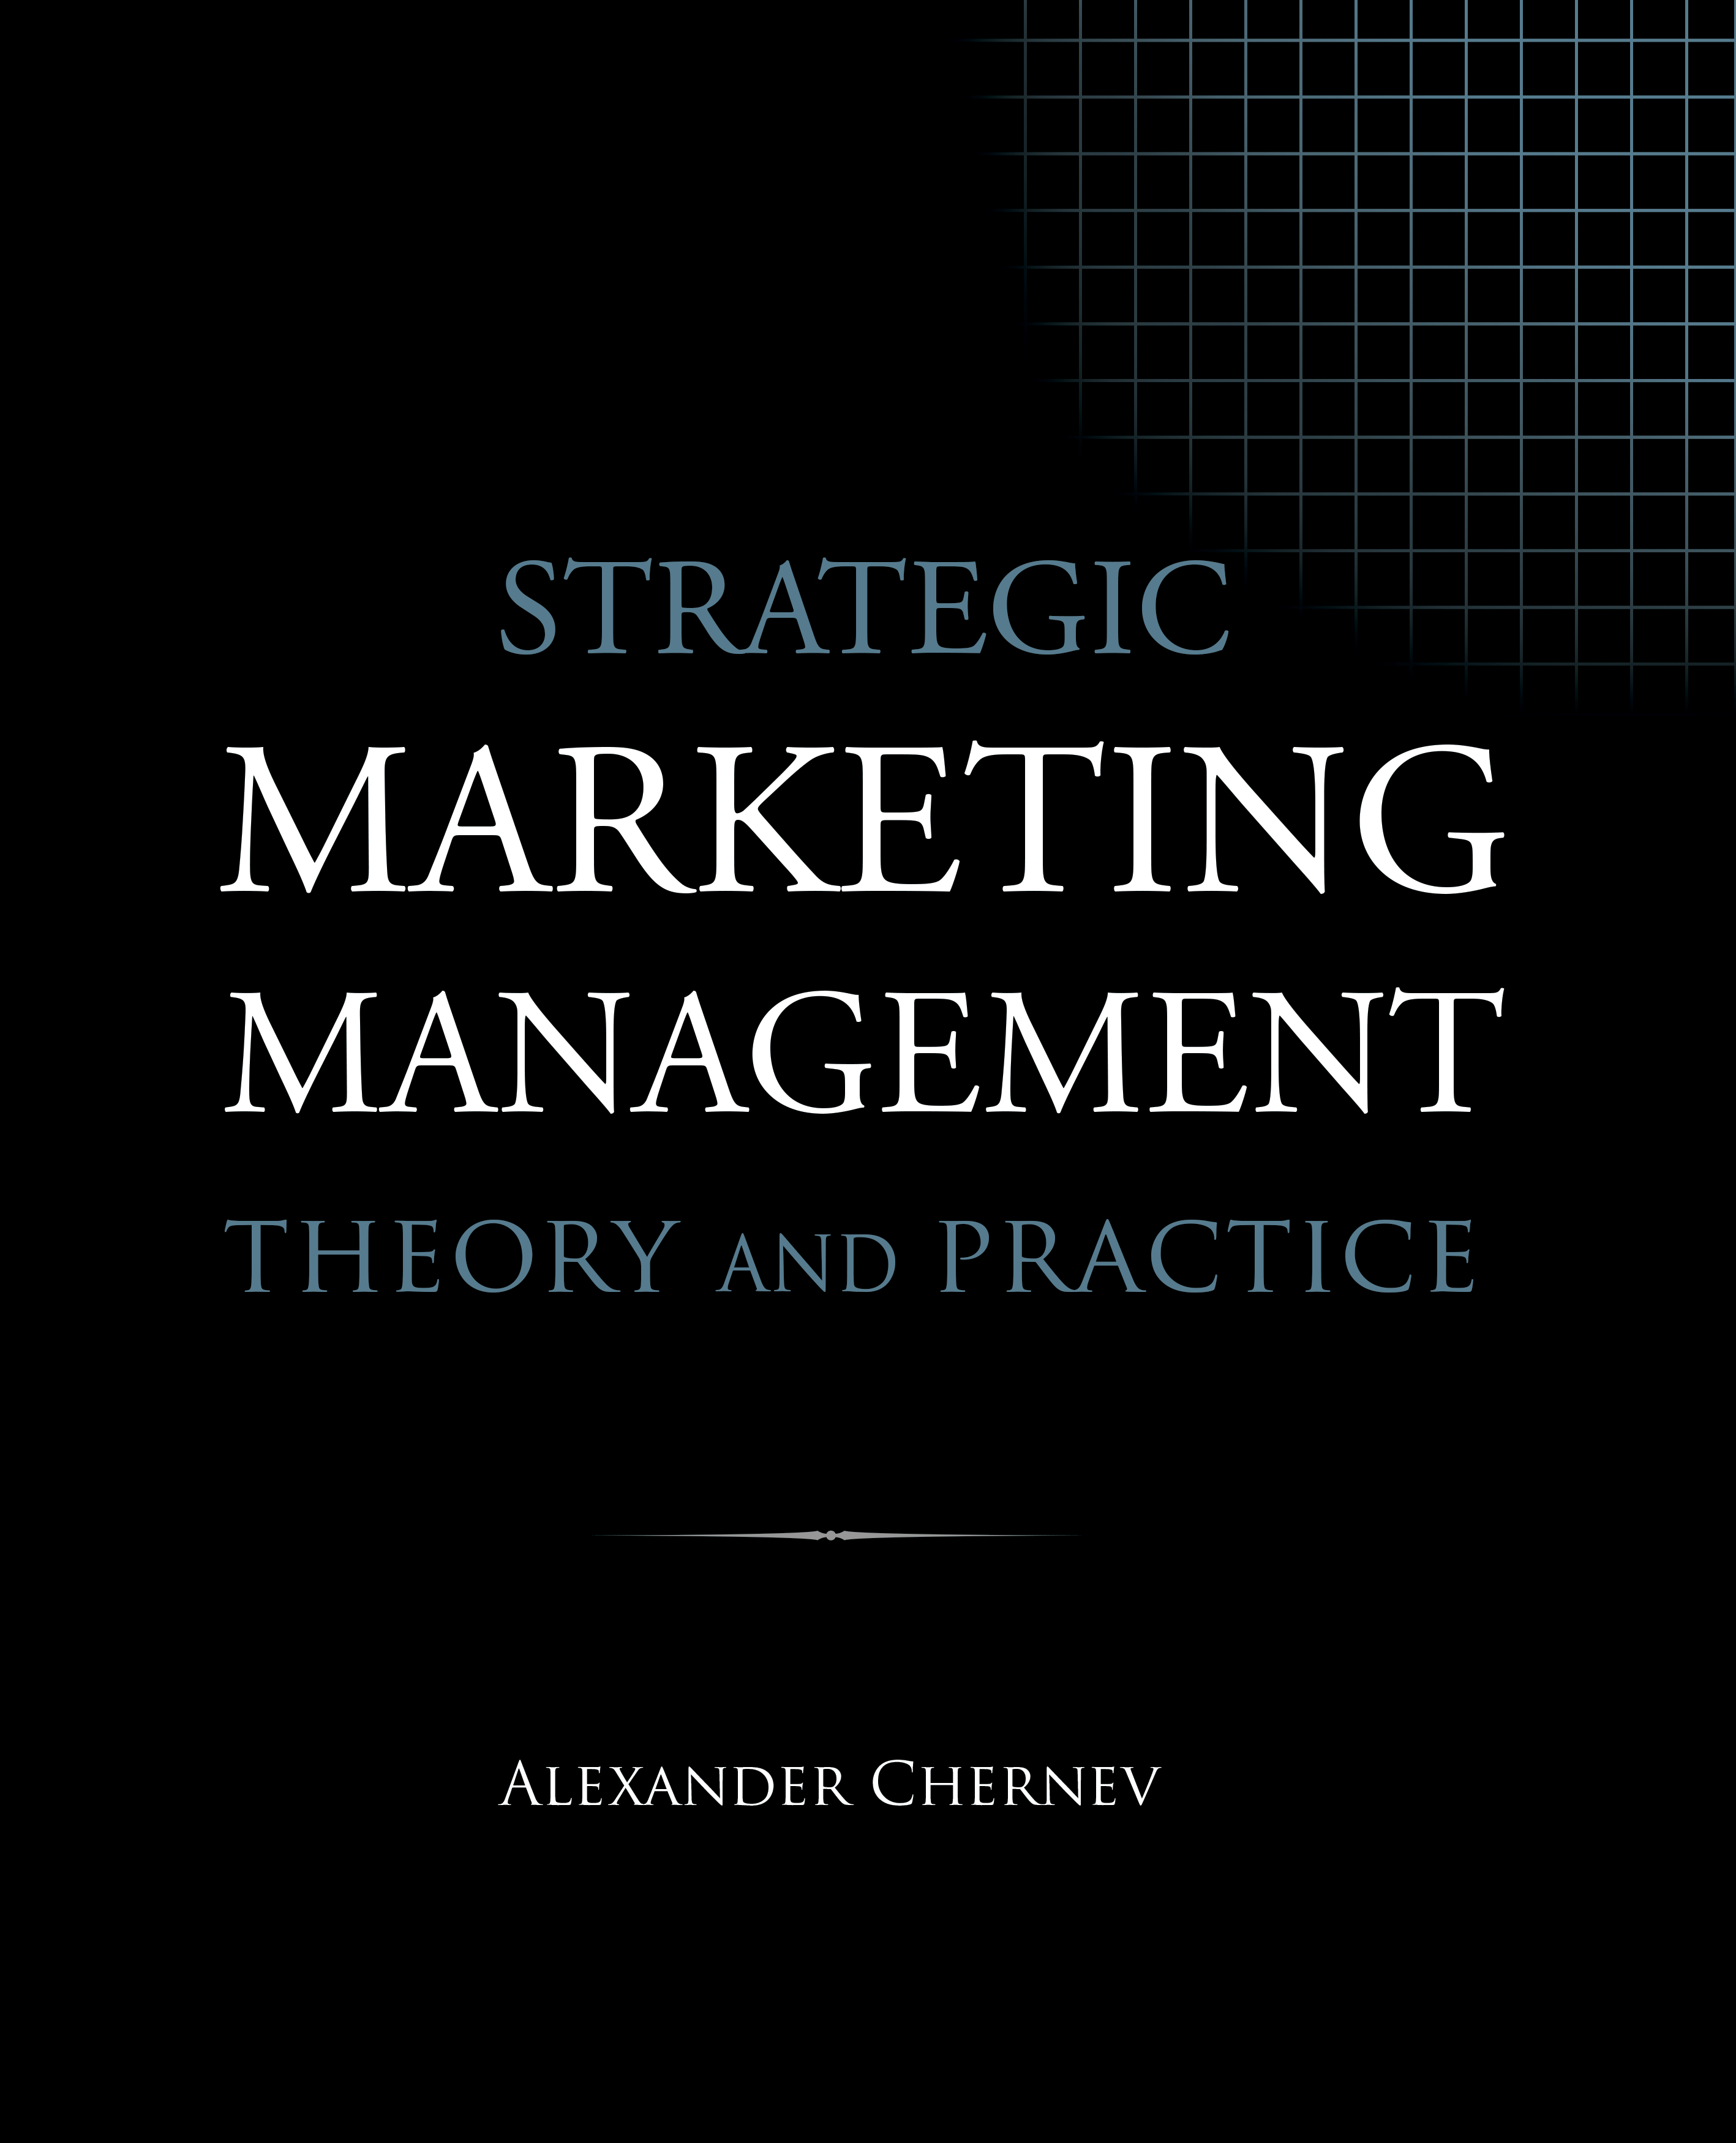 STRATEGIC
MARKETING
MANAGEMENT
THEORY AND PRACTICE
ALEXANDER CHERNEV